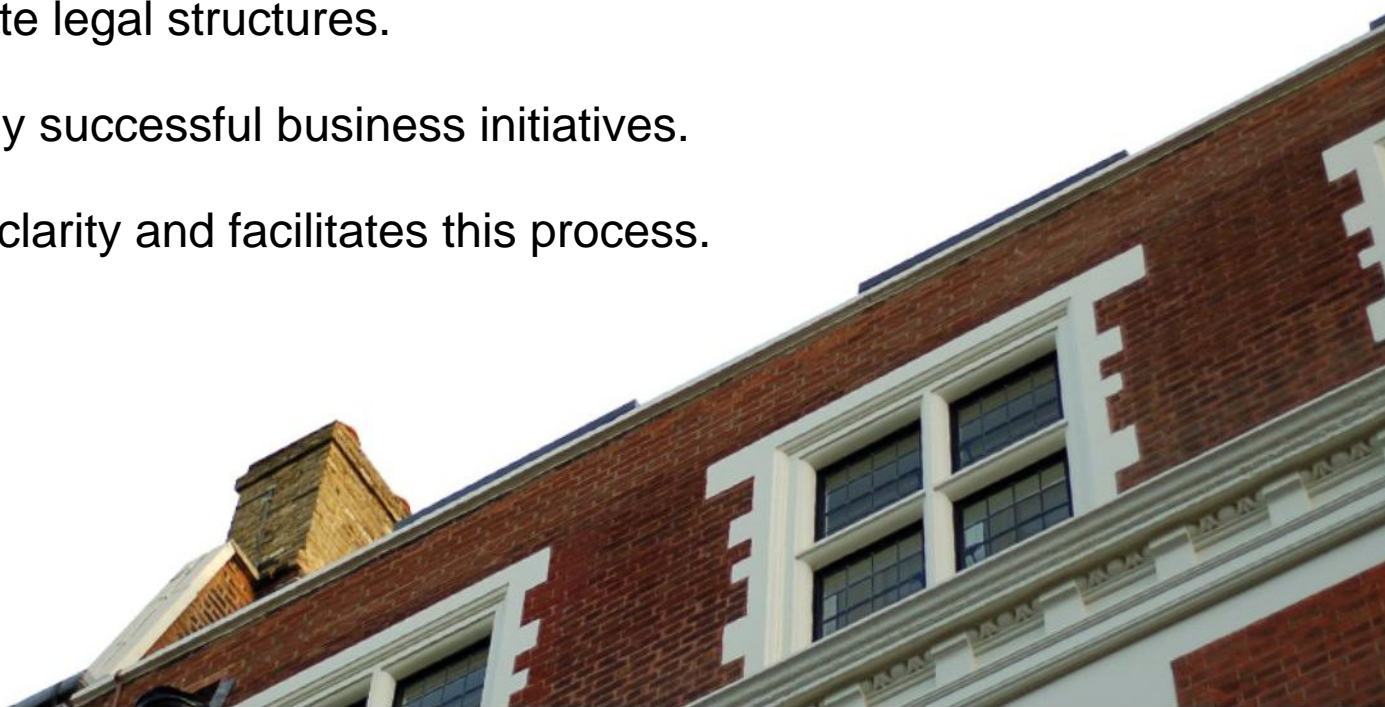 te legal structures.
y successful business initiatives.
clarity and facilitates this process.